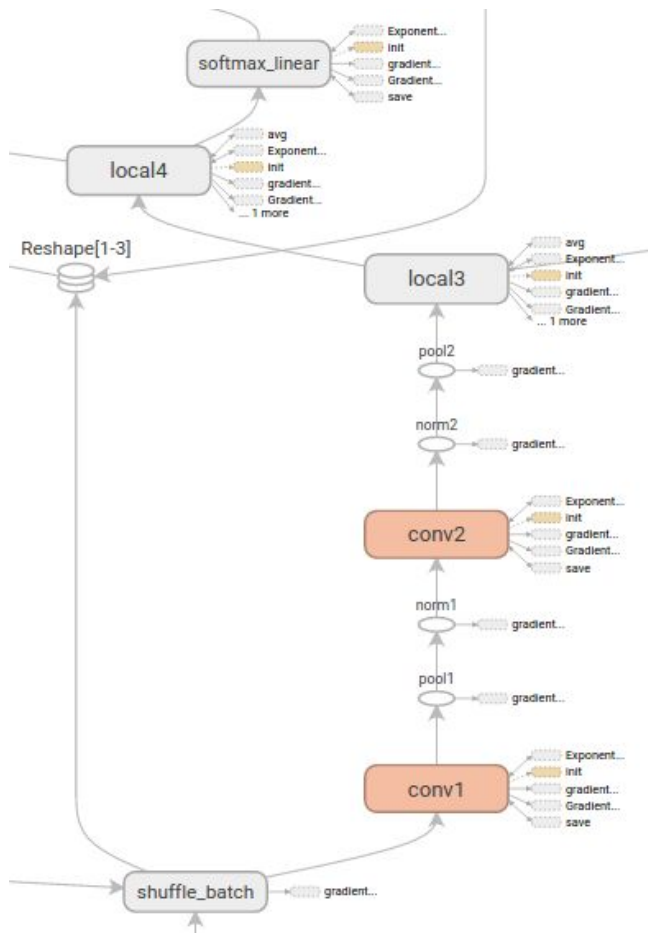 softmax_linear
Exponent...
init
gradient...
Gradient...
save
local4
avg
Exponent...
init
gradient...
Gradient...
... 1 more
Reshape[1-3]
local3
avg
Exponent...
init
gradient...
Gradient...
... 1 more
pool2
gradient...
norm2
gradient...
conv2
Exponent...
init
gradient...
Gradient...
save
norm1
gradient...
pool1
gradient...
conv1
Exponent...
init
gradient...
Gradient...
save
shuffle_batch
gradient...